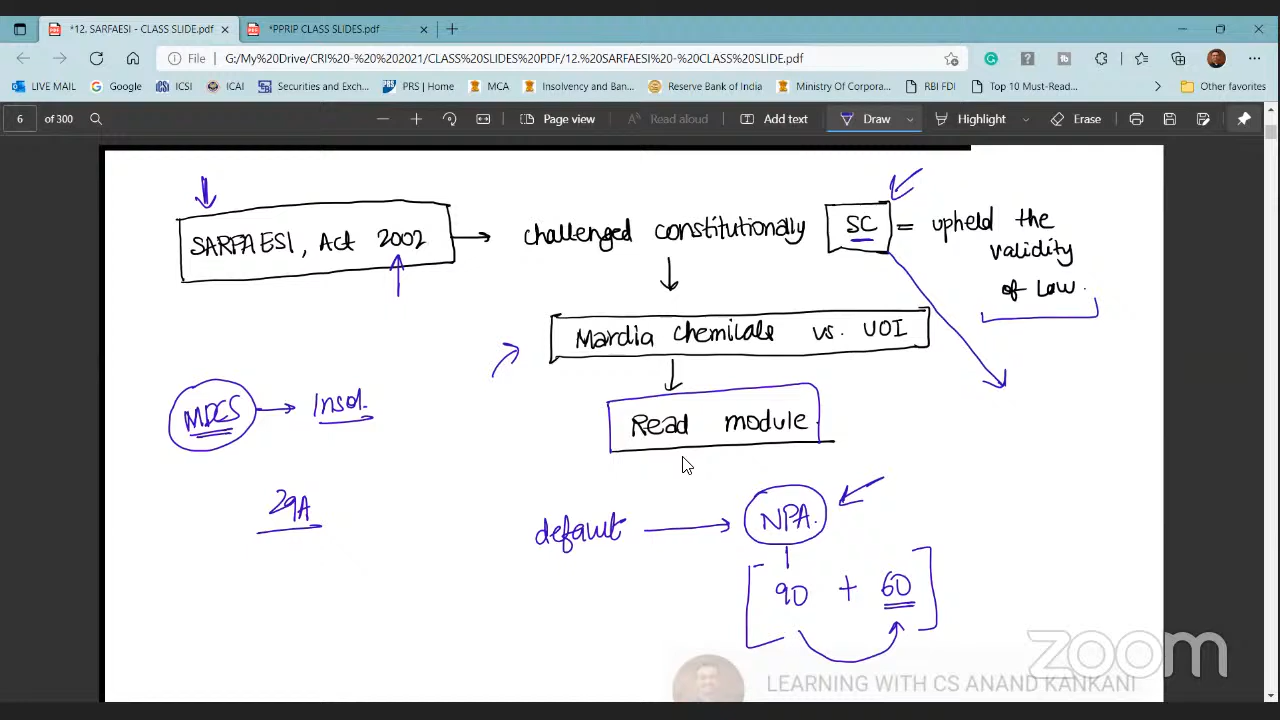 *12. SARFAESI - CLASS SLIDE.pdf
*PPRIP CLASS SLIDES.pdf
File G:/My%20Drive/CRI%20-%20%202021/CLASS%20SLIDES%20PDF/12.%20SARFAESI%20-%20CLASS%20SLIDE.pdf
LIVE MAIL Google ICSI ICAI Securities and Exch... PRS | Home MCA Insolvency and Ban... Reserve Bank of India Ministry Of Corpora... RBI FDI Top 10 Must-Read... Other favorites
6 of 300 Page view Read aloud Add text Draw Highlight Erase
SARFAESI, Act 2002 challenged constitutionally SC = upheld the
validity
of Law.
Mardia chemicals vs. UOI
MDCS Insol.
Read module
29A
default NPA.
[90 + 60]
zoom
LEARNING WITH CS ANAND KANKANI